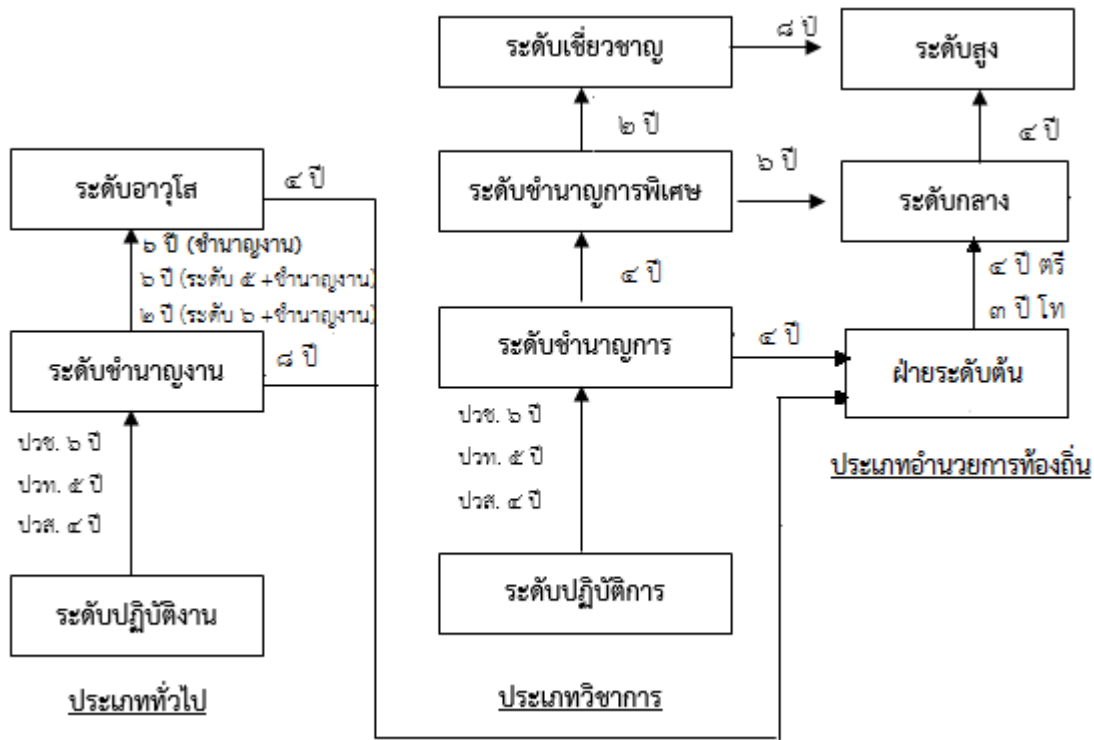 ระดับเชี่ยวชาญ
๘ ปี
ระดับสูง
๒ ปี
๔ ปี
ระดับอาวุโส
๔ ปี
ระดับชำนาญการพิเศษ
๖ ปี
ระดับกลาง
๖ ปี (ชำนาญงาน)
๖ ปี (ระดับ ๕ +ชำนาญงาน)
๒ ปี (ระดับ ๖ +ชำนาญงาน)
๔ ปี
๔ ปี ตรี
๓ ปี โท
ระดับชำนาญงาน
๘ ปี
ระดับชำนาญการ
๔ ปี
ฝ่ายระดับต้น
ปวช. ๖ ปี
ปวท. ๕ ปี
ปวส. ๔ ปี
ปวช. ๖ ปี
ปวท. ๕ ปี
ปวส. ๔ ปี
ประเภทอำนวยการท้องถิ่น
ระดับปฏิบัติงาน
ระดับปฏิบัติการ
ประเภททั่วไป
ประเภทวิชาการ